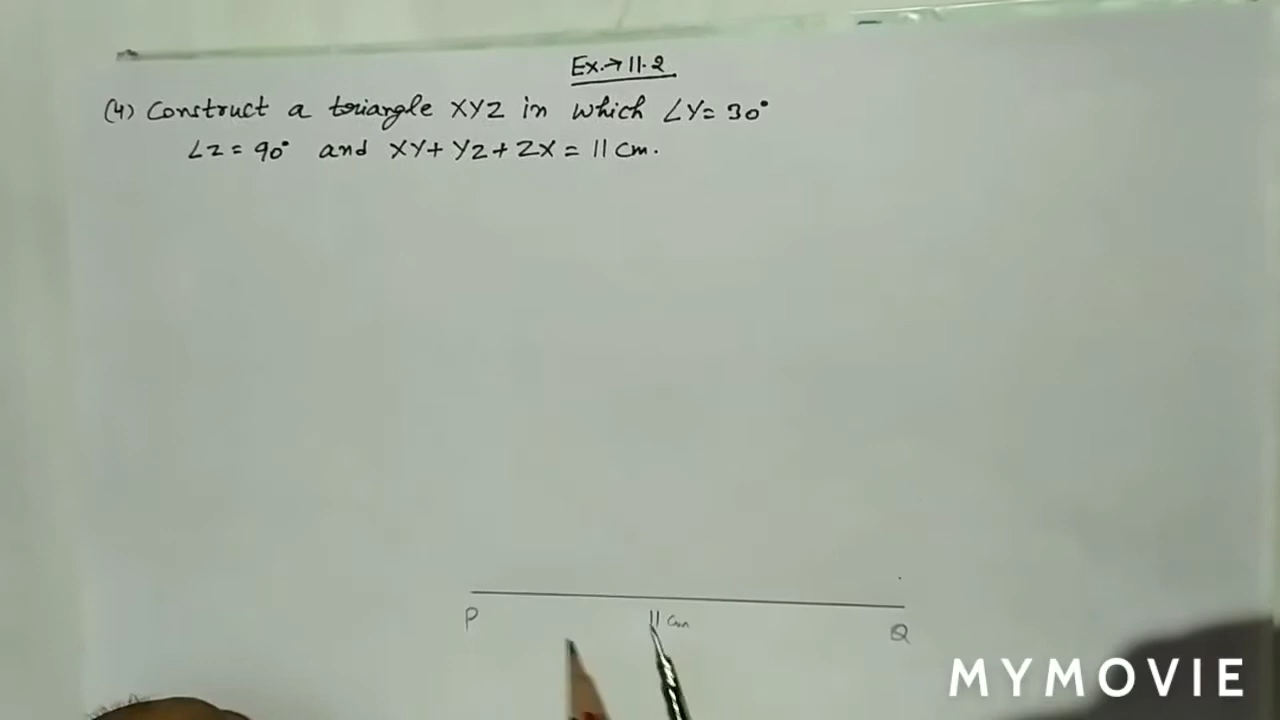 Ex.→ 11.2
(4) Construct a triangle XYZ in which ∠Y= 30°
∠Z = 90° and XY+ YZ+ ZX = 11 Cm.
P 11 Cm Q
MYMOVIE